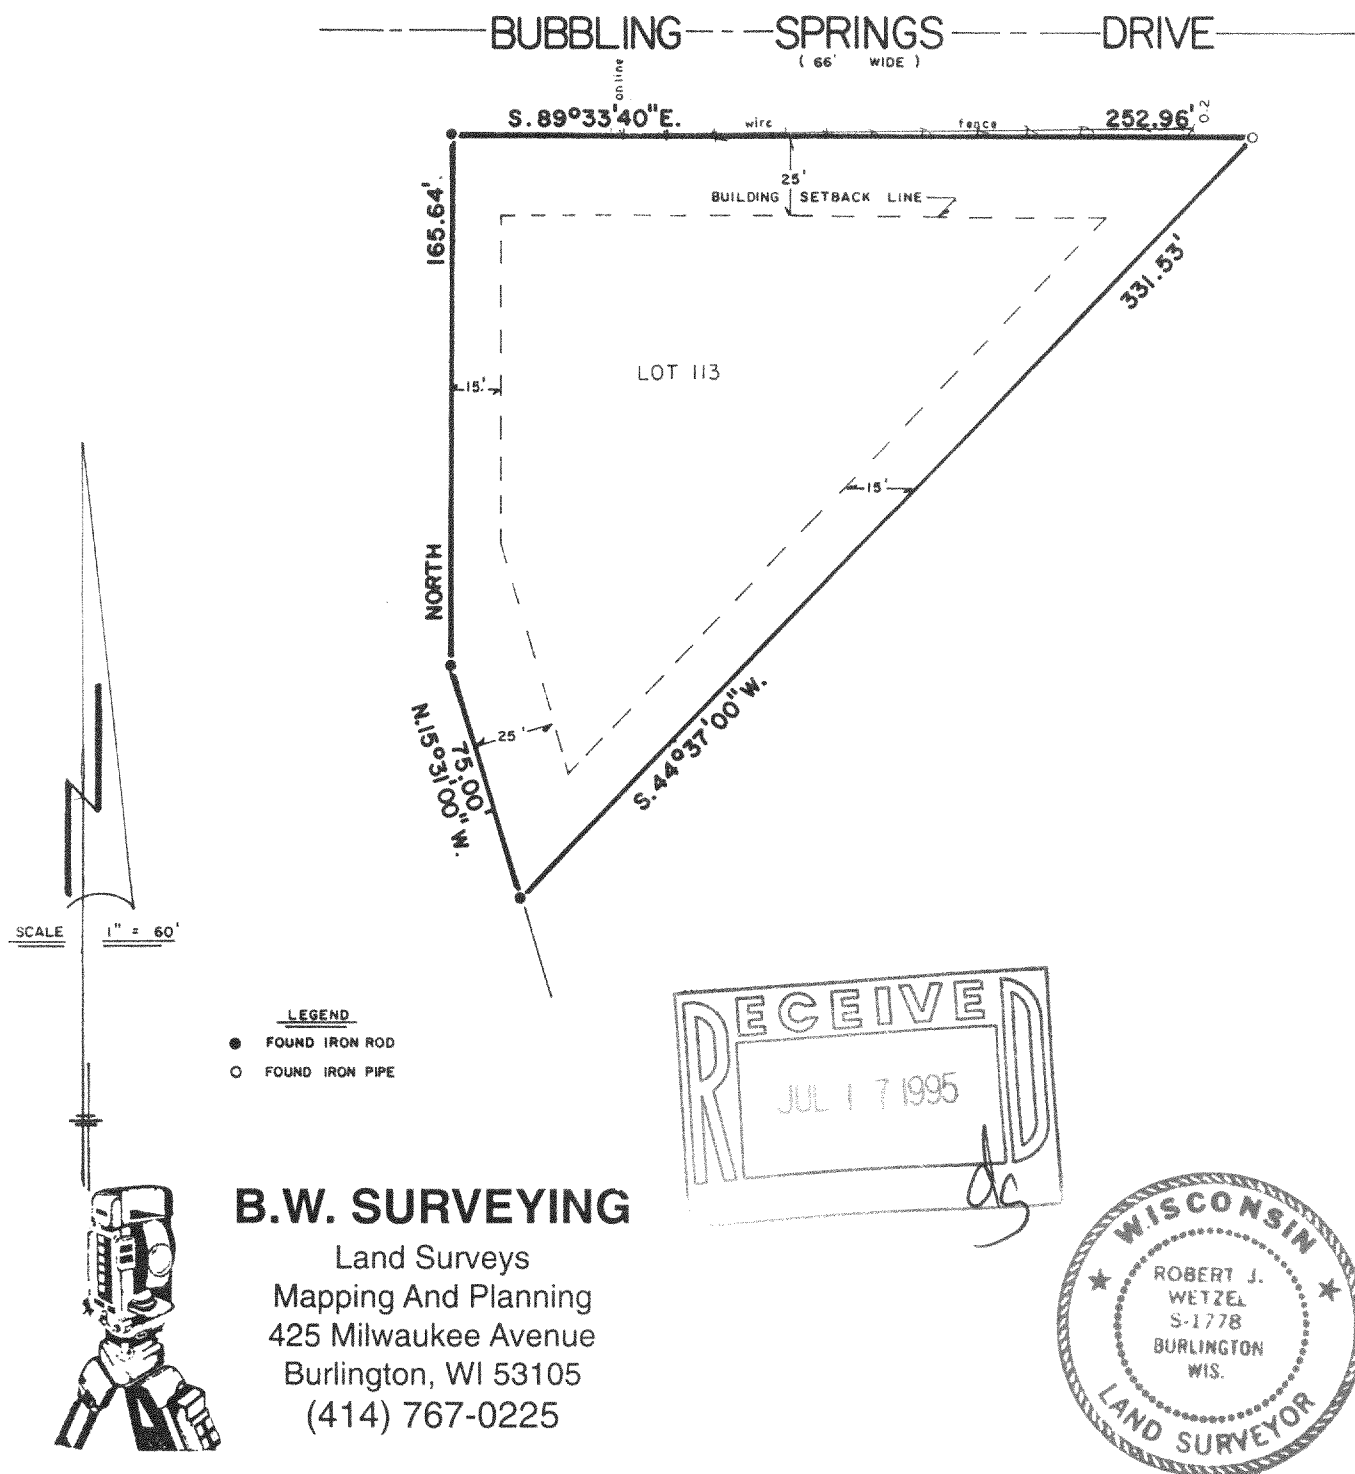 BUBBLING SPRINGS DRIVE
( 66' WIDE )
online
S. 89°33'40"E.
wire
fence
252.96'
0.2
25'
BUILDING SETBACK LINE
165.64'
NORTH
331.53'
LOT 113
15'
15'
S. 44°37'00"W.
25'
75.00'
N.15°31'00"W.
SCALE 1" = 60'
LEGEND
FOUND IRON ROD
FOUND IRON PIPE
RECEIVED
JUL 17 1995
dg
B.W. SURVEYING
Land Surveys
Mapping And Planning
425 Milwaukee Avenue
Burlington, WI 53105
(414) 767-0225
WISCONSIN
ROBERT J.
WETZEL
S-1778
BURLINGTON
WIS.
LAND SURVEYOR